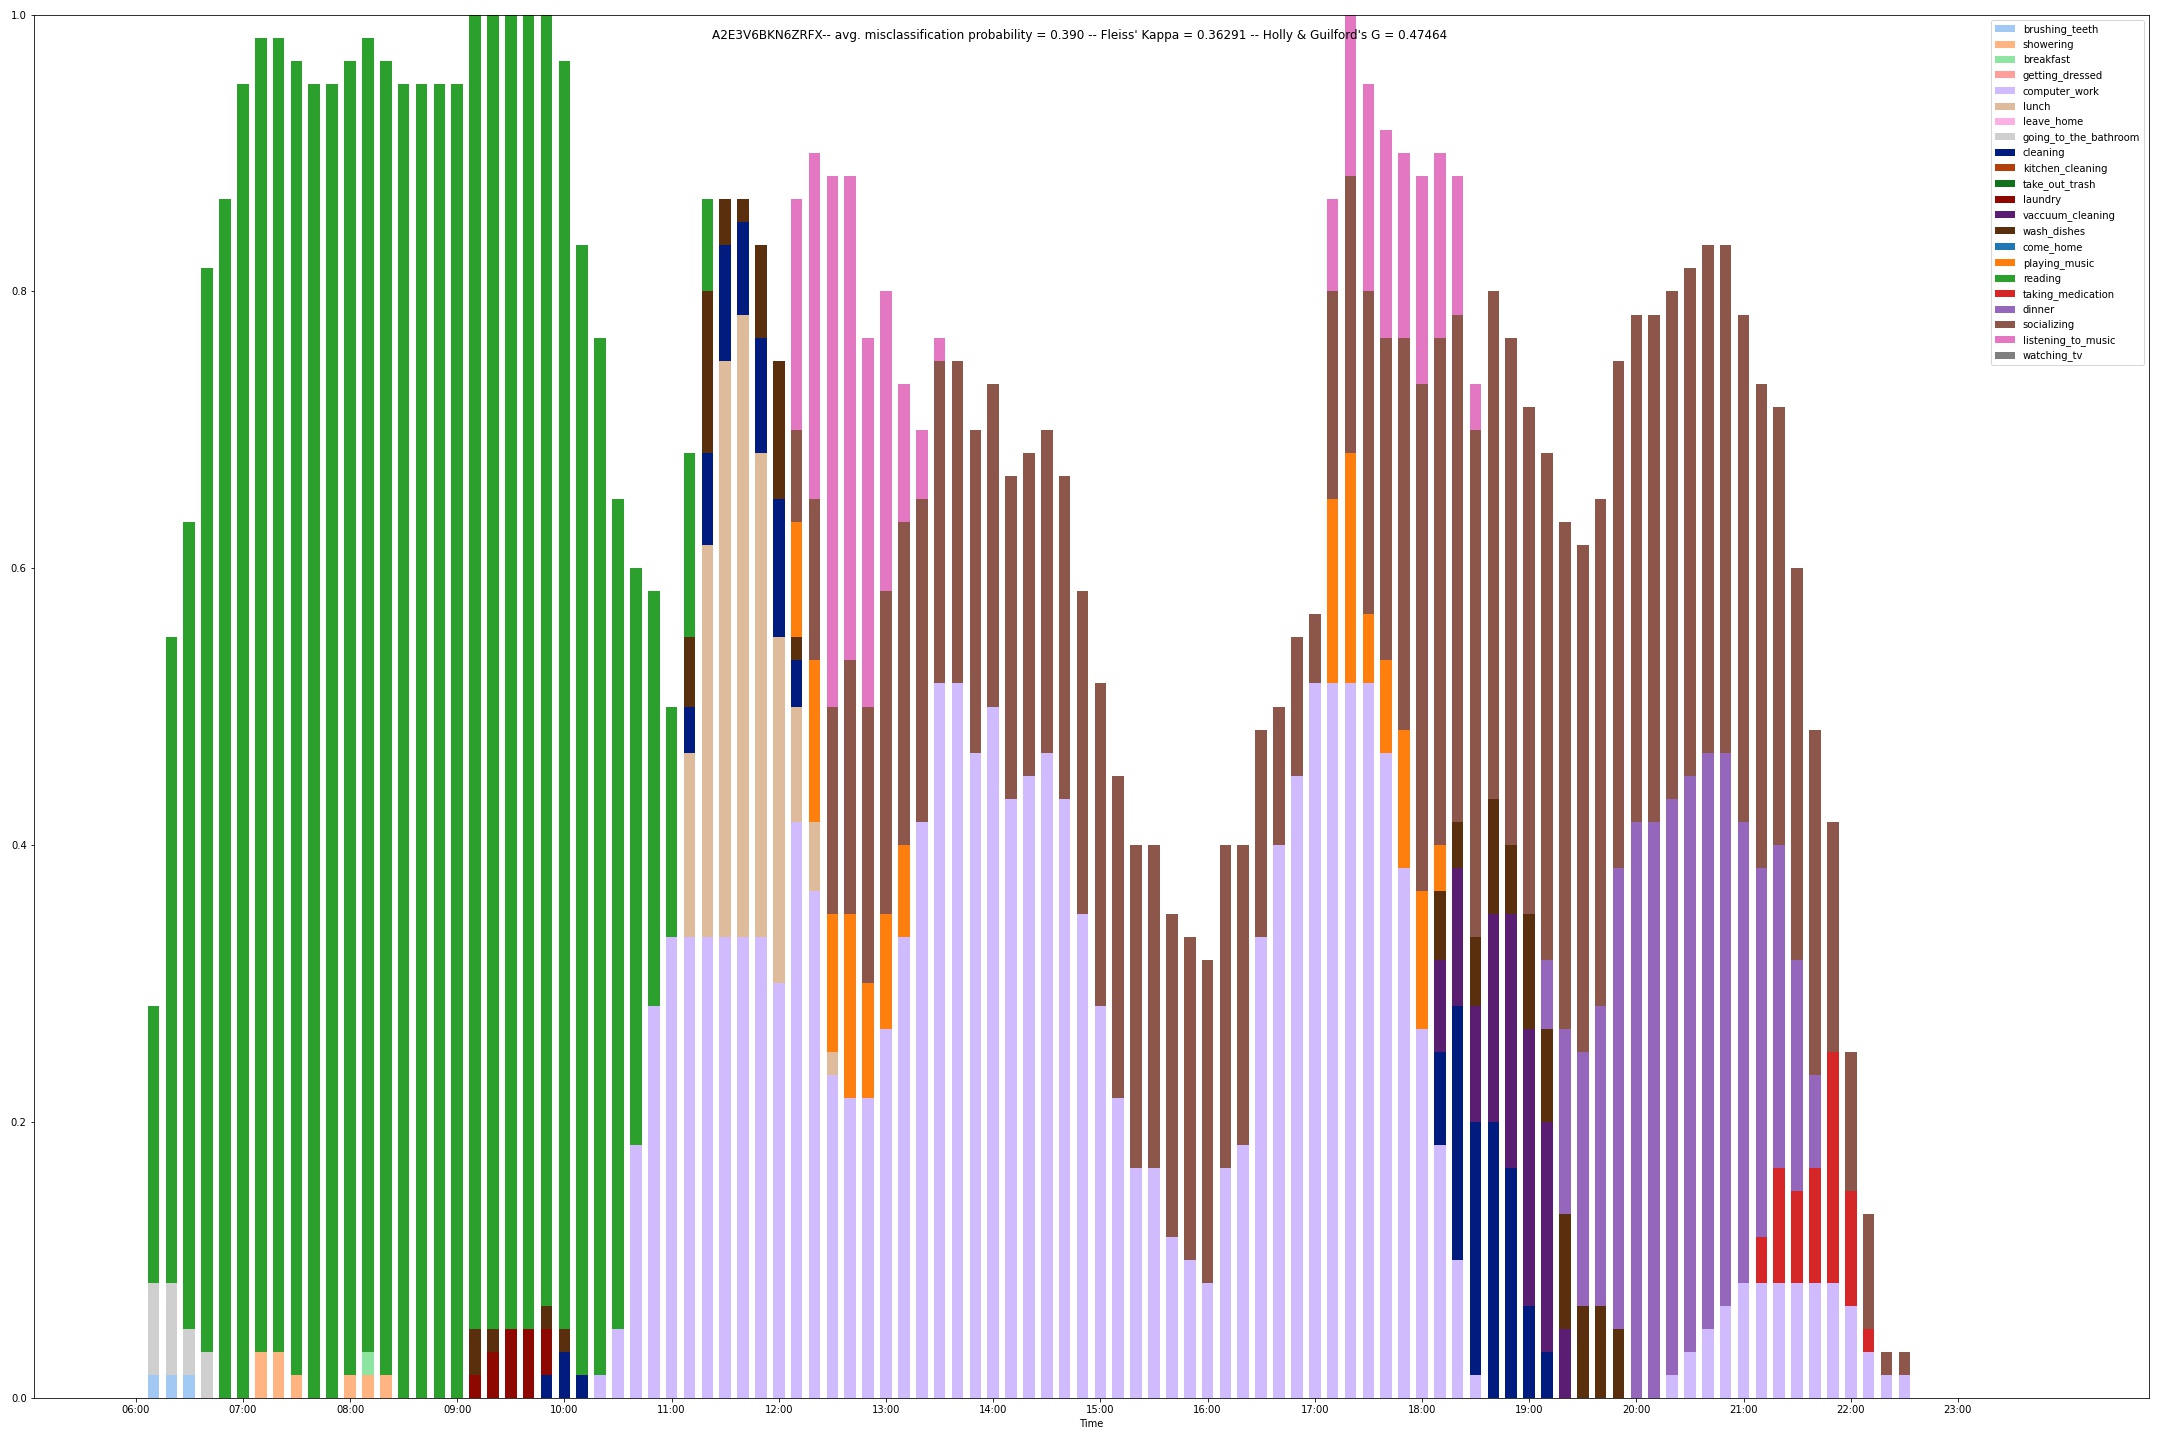 A2E3V6BKN6ZRFX-- avg. misclassification probability = 0.390 -- Fleiss' Kappa = 0.36291 -- Holly & Guilford's G = 0.47464
brushing_teeth
showering
breakfast
getting_dressed
computer_work
lunch
leave_home
going_to_the_bathroom
cleaning
kitchen_cleaning
take_out_trash
laundry
vaccuum_cleaning
wash_dishes
come_home
playing_music
reading
taking_medication
dinner
socializing
listening_to_music
watching_tv
1.0
0.8
0.6
0.4
0.2
0.0
06:00 07:00 08:00 09:00 10:00 11:00 12:00 13:00 14:00 15:00 16:00 17:00 18:00 19:00 20:00 21:00 22:00 23:00
Time